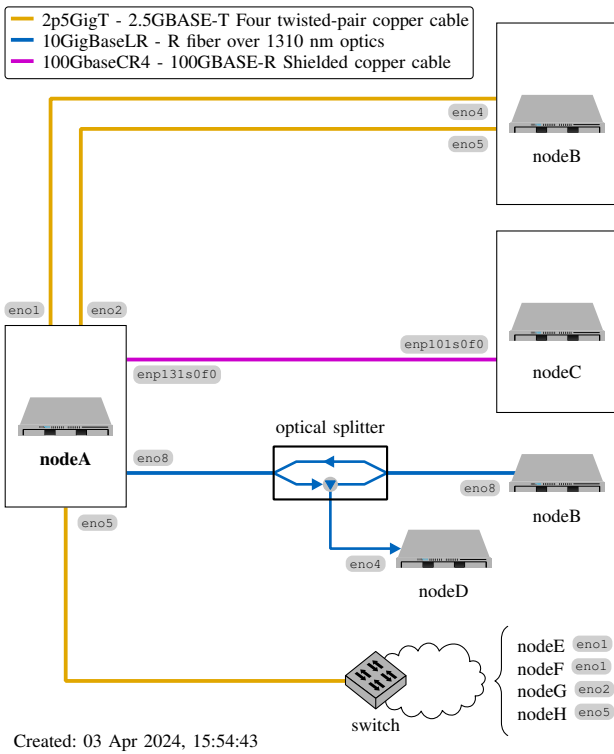 2p5GigT - 2.5GBASE-T Four twisted-pair copper cable
10GigBaseLR - R fiber over 1310 nm optics
100GbaseCR4 - 100GBASE-R Shielded copper cable
eno4
eno5
nodeB
eno1 eno2
enp101s0f0
enp131s0f0
nodeC
optical splitter
nodeA
eno8
eno8
nodeB
eno5
eno4
nodeD
nodeE eno1
nodeF eno1
nodeG eno2
nodeH eno5
switch
Created: 03 Apr 2024, 15:54:43